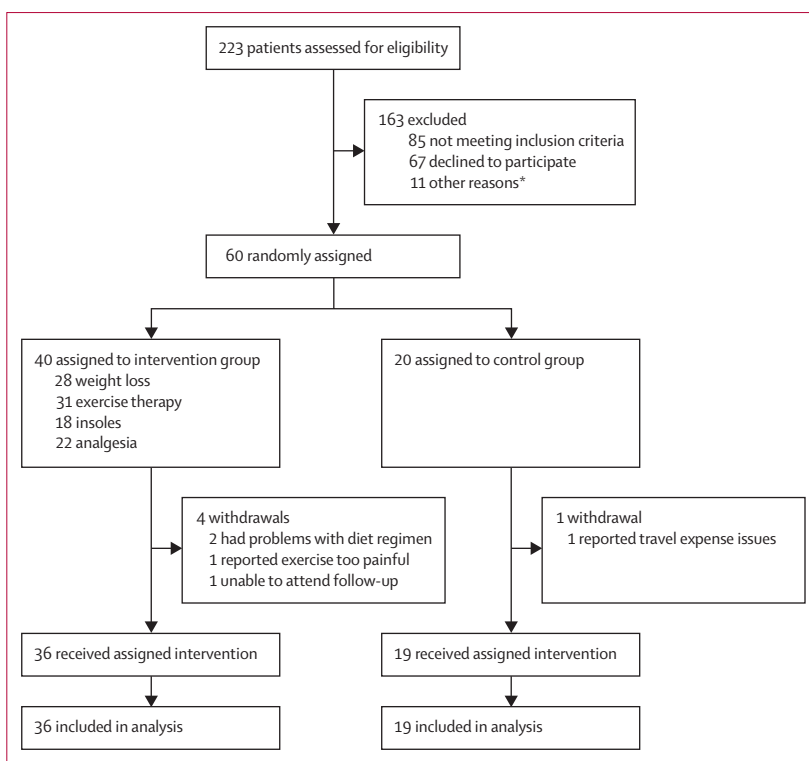 223 patients assessed for eligibility
163 excluded
85 not meeting inclusion criteria
67 declined to participate
11 other reasons*
60 randomly assigned
40 assigned to intervention group
28 weight loss
31 exercise therapy
18 insoles
22 analgesia
20 assigned to control group
4 withdrawals
2 had problems with diet regimen
1 reported exercise too painful
1 unable to attend follow-up
1 withdrawal
1 reported travel expense issues
36 received assigned intervention
19 received assigned intervention
36 included in analysis
19 included in analysis